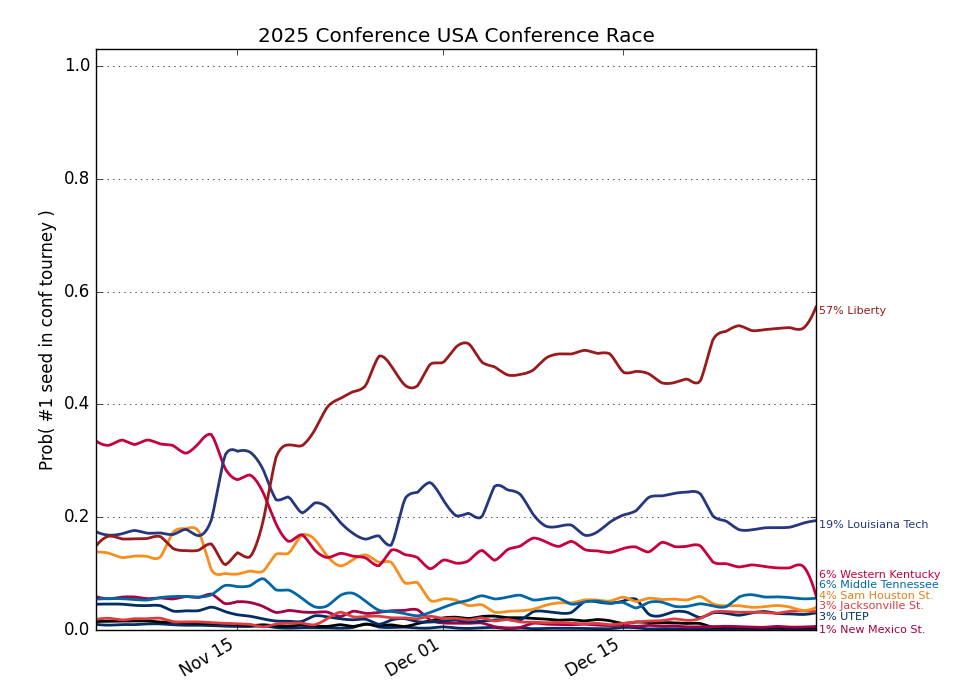 2025 Conference USA Conference Race
Prob( #1 seed in conf tourney )
1.0
0.8
0.6
0.4
0.2
0.0
Nov 15
Dec 01
Dec 15
57% Liberty
19% Louisiana Tech
6% Western Kentucky
6% Middle Tennessee
4% Sam Houston St.
3% Jacksonville St.
3% UTEP
1% New Mexico St.